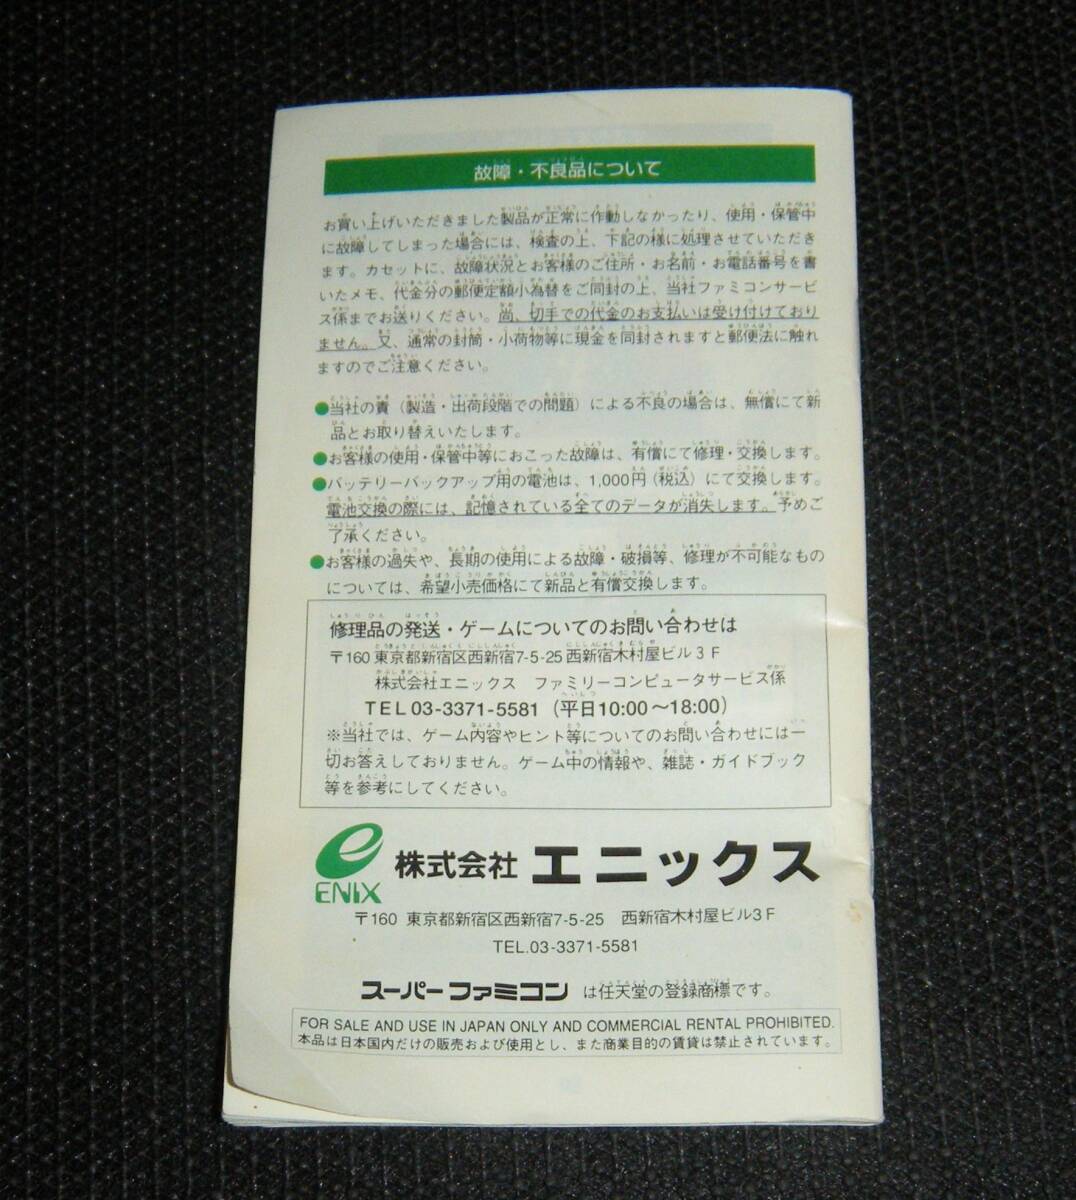 故障・不良品について
お買い上げいただきました製品が正常に作動しなかったり、使用・保管中
に故障してしまった場合には、検査の上、下記の様に処理させていただき
ます。カセットに、故障状況とお客様のご住所・お名前・お電話番号を書
いたメモ、代金分の郵便定額小為替をご同封の上、当社ファミコンサービ
ス係までお送りください。尚、切手での代金のお支払いは受け付けており
ません。又、通常の封筒・小荷物等に現金を同封されますと郵便法に触れ
ますのでご注意ください。
●当社の責（製造・出荷段階での問題）による不良の場合は、無償にて新
品とお取り替えいたします。
●お客様の使用・保管中等におこった故障は、有償にて修理・交換します。
●バッテリーバックアップ用の電池は、1,000円（税込）にて交換します。
電池交換の際には、記憶されている全てのデータが消失します。予めご
了承ください。
●お客様の過失や、長期の使用による故障・破損等、修理が不可能なもの
については、希望小売価格にて新品と有償交換します。
修理品の発送・ゲームについてのお問い合わせは
〒160 東京都新宿区西新宿7-5-25 西新宿木村屋ビル3F
株式会社エニックス ファミリーコンピュータサービス係
TEL 03-3371-5581（平日10:00〜18:00）
※当社では、ゲーム内容やヒント等についてのお問い合わせには一
切お答えしておりません。ゲーム中の情報や、雑誌・ガイドブック
等を参考にしてください。
ENIX 株式会社 エニックス
〒160 東京都新宿区西新宿7-5-25 西新宿木村屋ビル3F
TEL.03-3371-5581
スーパーファミコン は任天堂の登録商標です。
FOR SALE AND USE IN JAPAN ONLY AND COMMERCIAL RENTAL PROHIBITED.
本品は日本国内だけの販売および使用とし、また商業目的の賃貸は禁止されています。